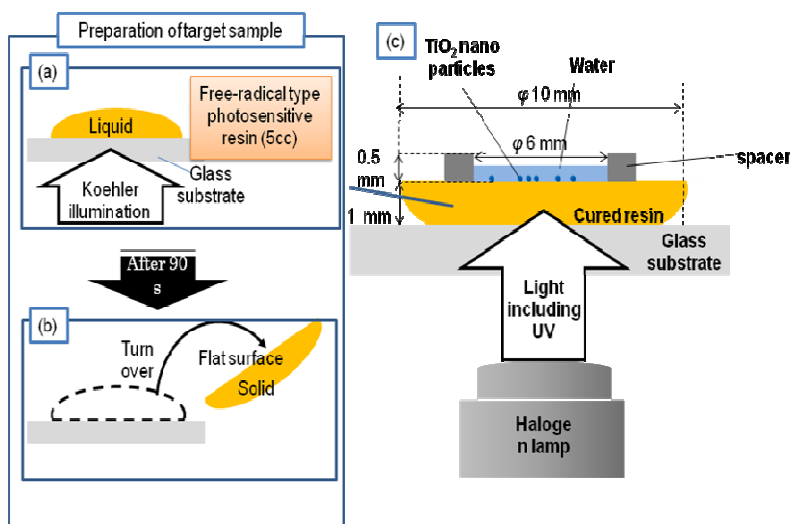 Preparation of target sample
(a)
Free-radical type
photosensitive
resin (5cc)
Liquid
Glass
substrate
Koehler
illumination
After 90
s
(b)
Turn
over
Flat surface
Solid
(c)
TiO2 nano
particles
Water
φ 10 mm
φ 6 mm
0.5
mm
spacer
1 mm
Cured resin
Glass
substrate
Light
including
UV
Haloge
n lamp